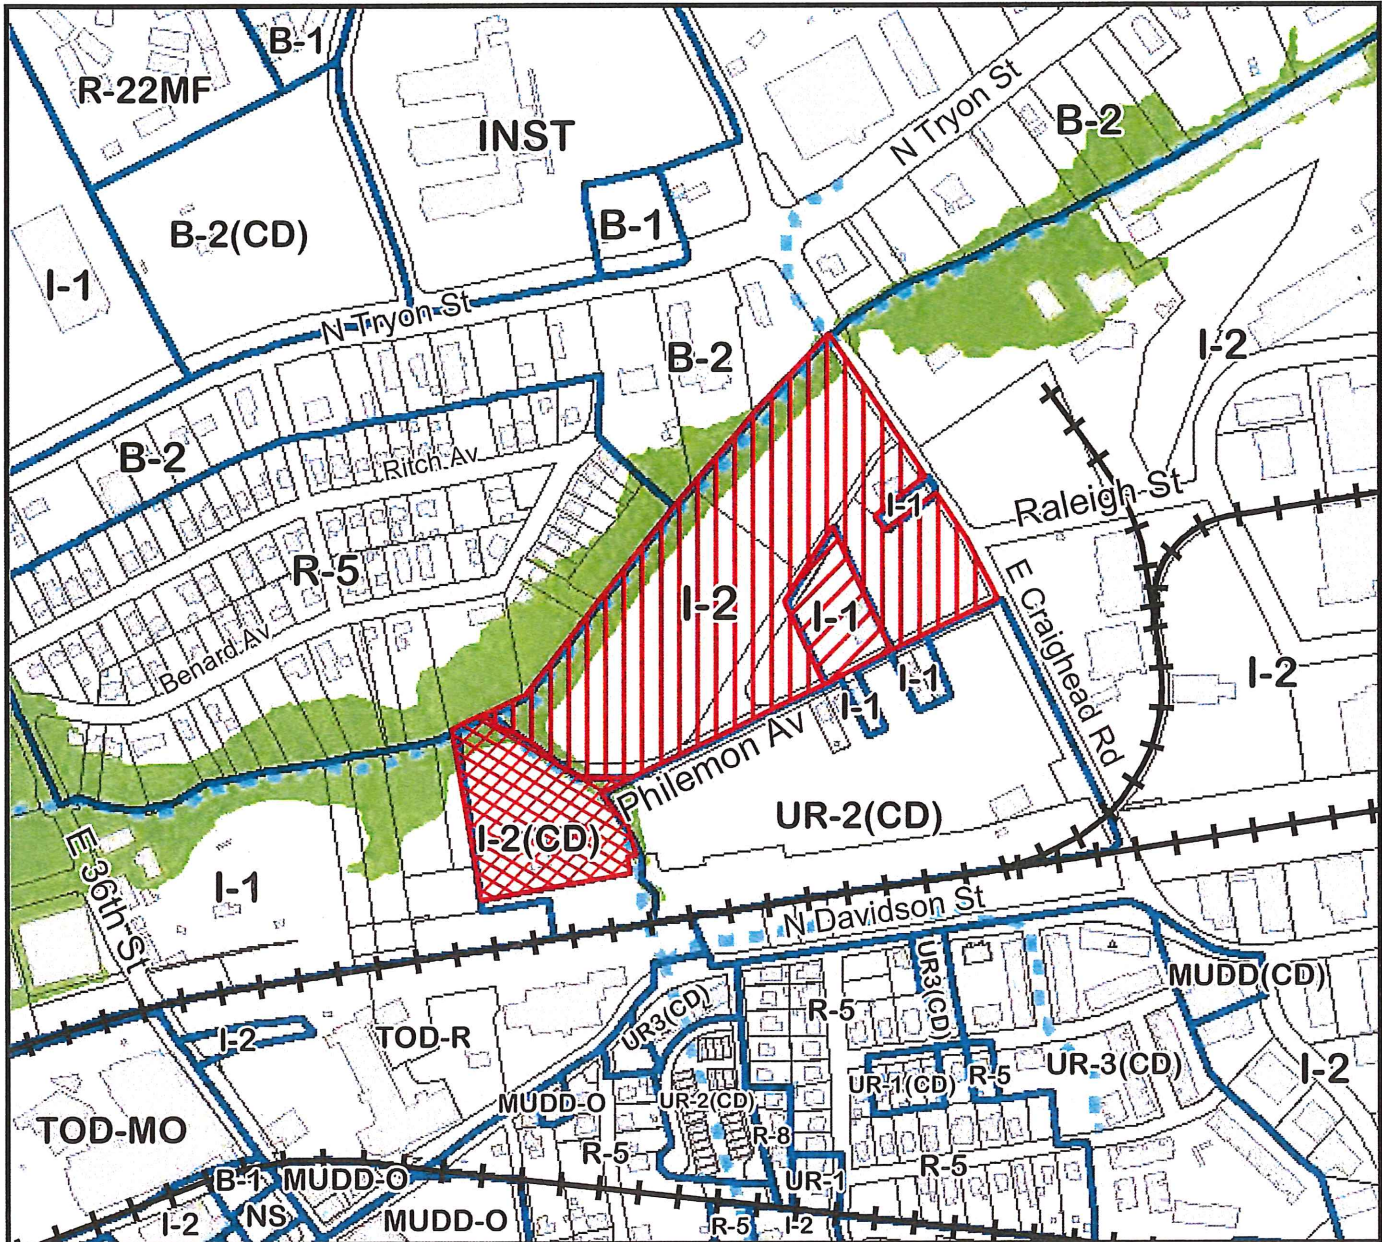 B-1
R-22MF
INST
N Tryon St
B-2
B-2(CD)
B-1
I-1
N Tryon St
B-2
I-2
B-2
Ritch Av
I-1
Raleigh St
R-5
I-2
I-1
E Craighead Rd
Benard Av
I-1
I-1
I-2
Philemon Av
UR-2(CD)
I-2(CD)
E 36th St
I-1
N Davidson St
UR3(CD)
MUDD(CD)
UR3(CD)
R-5
I-2
TOD-R
UR-3(CD)
I-2
UR-1(CD)
R-5
MUDD-O
UR-2(CD)
TOD-MO
R-8
R-5
R-5
B-1
MUDD-O
UR-1
I-2
NS
MUDD-O
R-5
I-2